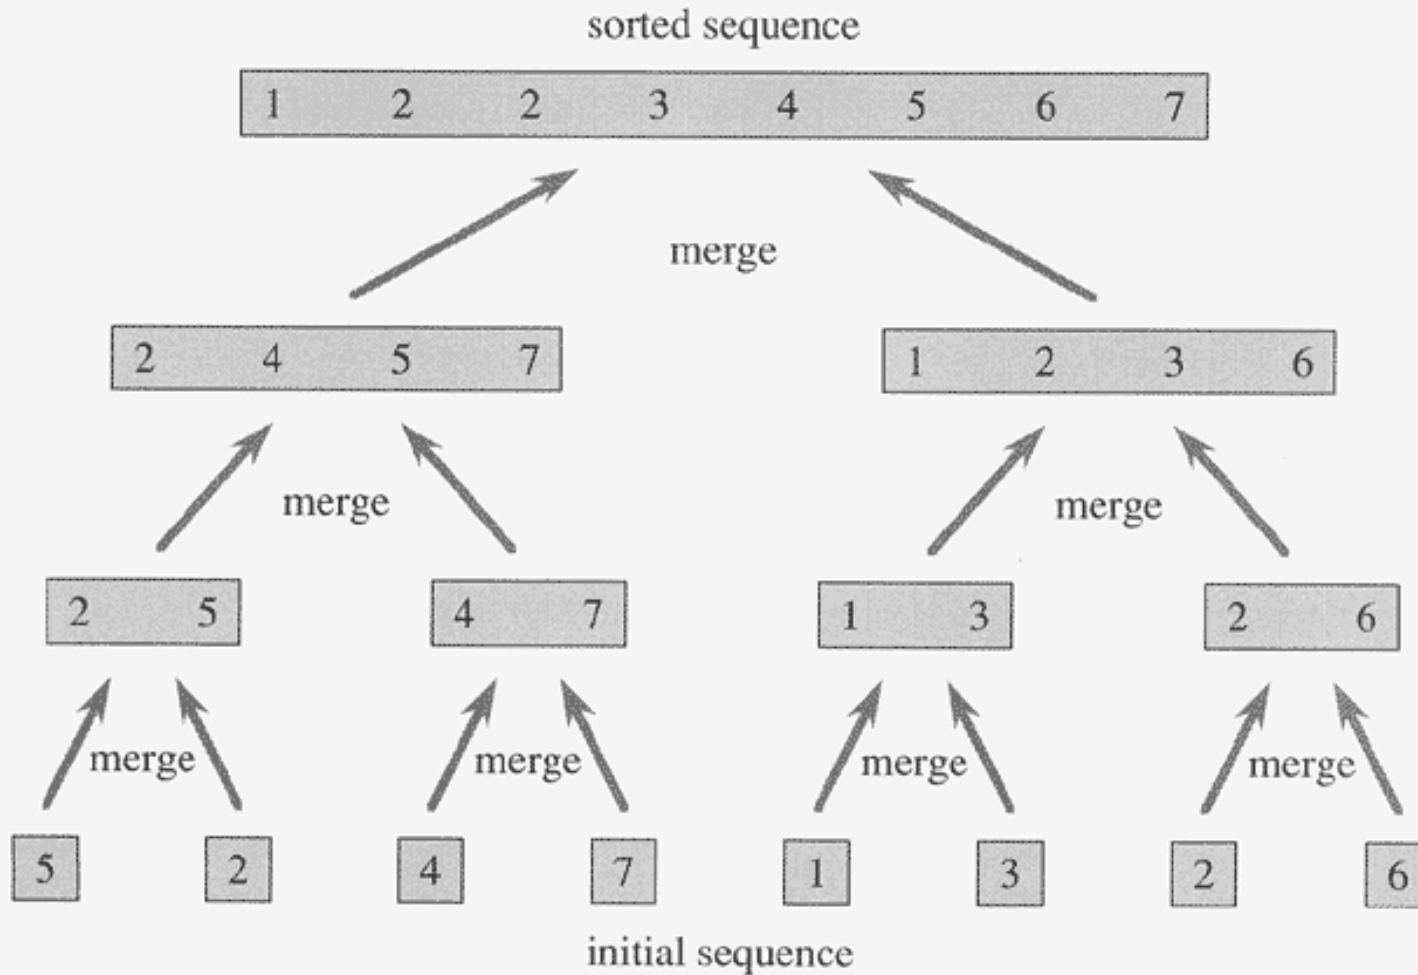 sorted sequence
1 2 2 3 4 5 6 7
merge
2 4 5 7
1 2 3 6
merge
merge
2 5
4 7
1 3
2 6
merge
merge
merge
merge
5
2
4
7
1
3
2
6
initial sequence